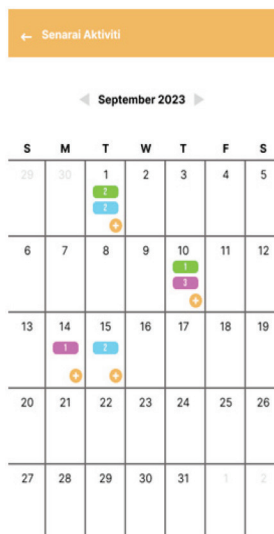 ← Senarai Aktiviti
September 2023
S M T W T F S
29 30 1 2 3 4 5
2
2
6 7 8 9 10 11 12
1
3
13 14 15 16 17 18 19
1 2
20 21 22 23 24 25 26
27 28 29 30 31 1 2